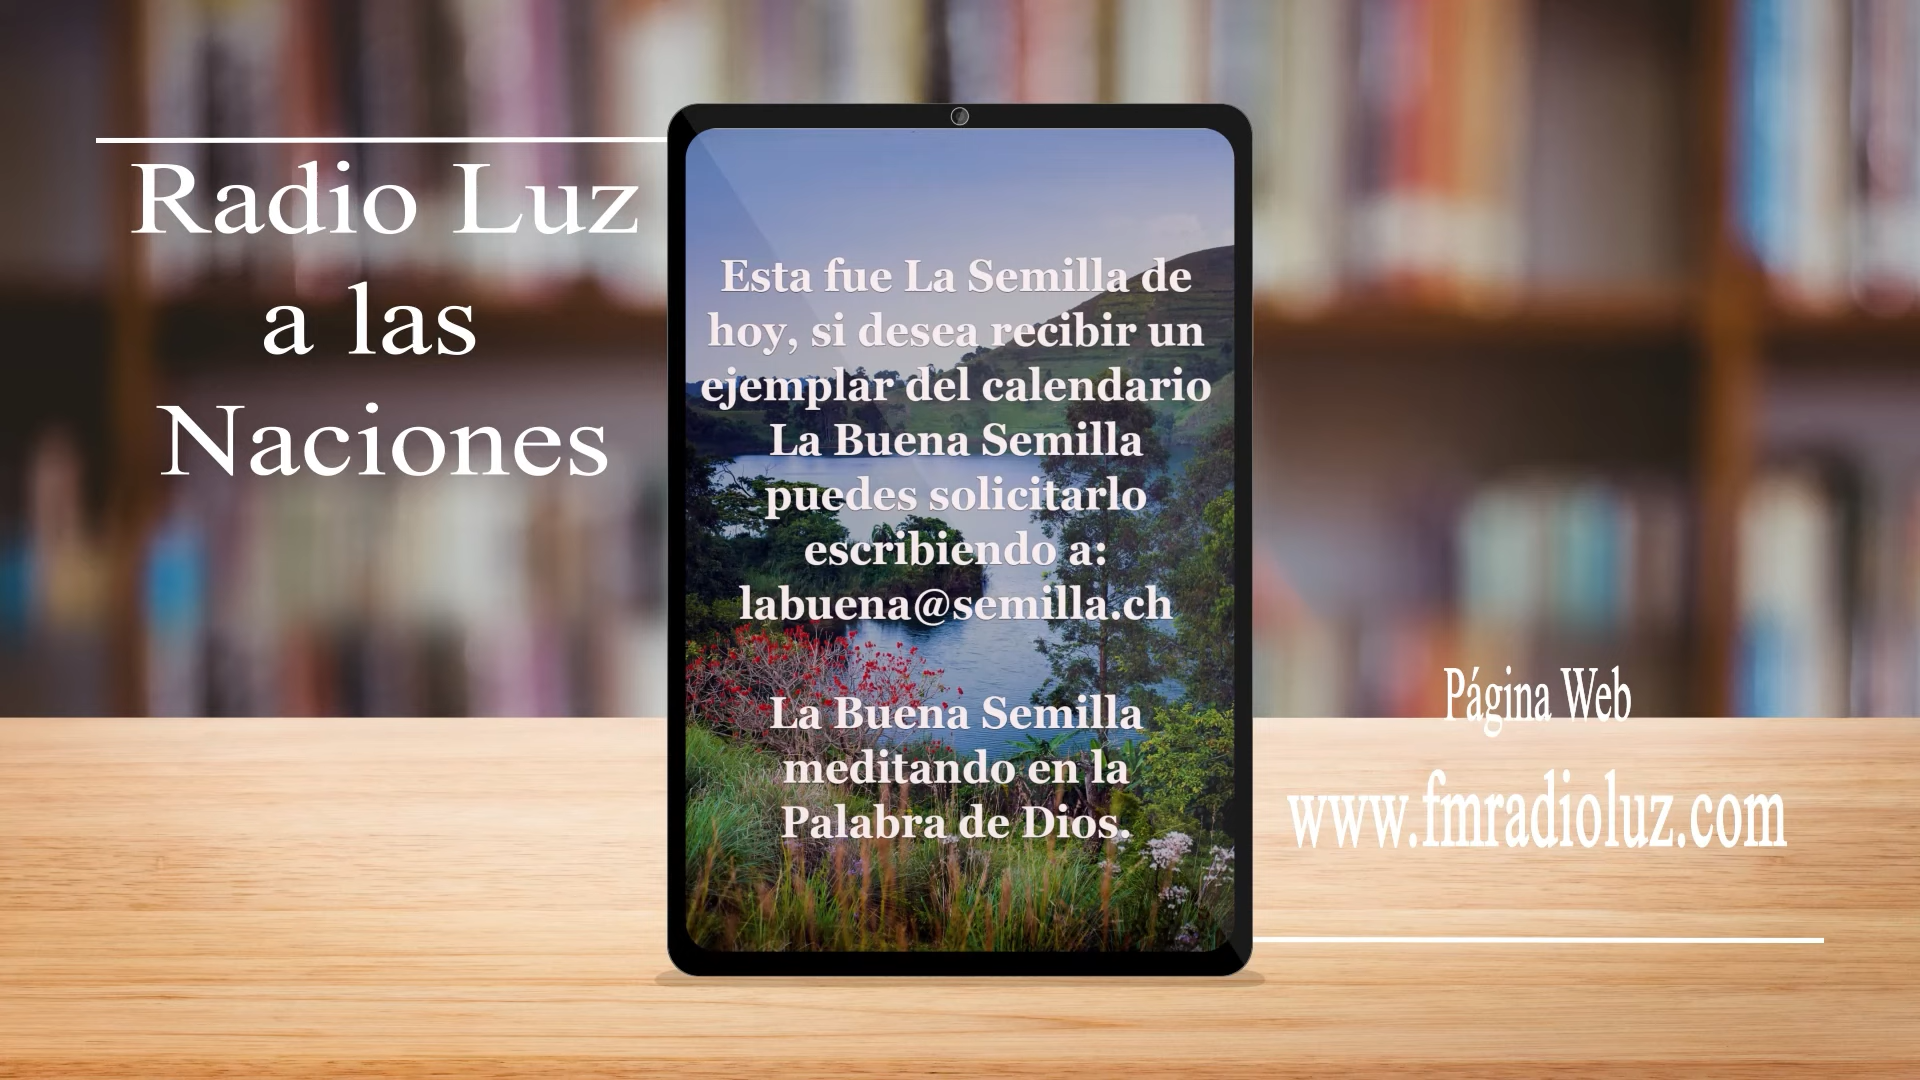 Radio Luz
a las
Naciones
Esta fue La Semilla de
hoy, si desea recibir un
ejemplar del calendario
La Buena Semilla
puedes solicitarlo
escribiendo a:
labuena@semilla.ch
La Buena Semilla
meditando en la
Palabra de Dios.
Página Web
www.fmradioluz.com